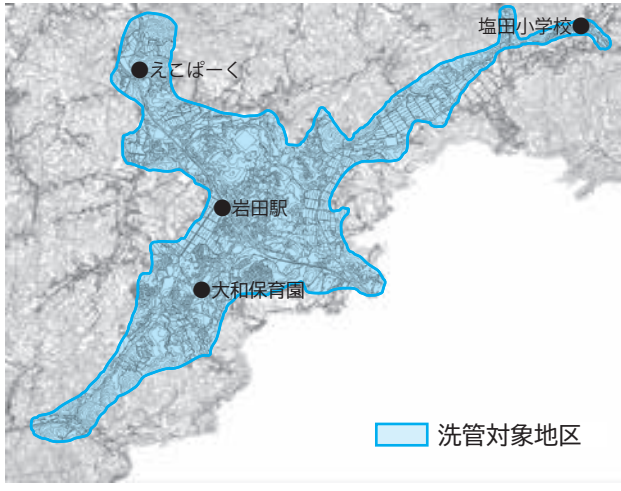 塩田小学校
えこぱーく
岩田駅
大和保育園
洗管対象地区